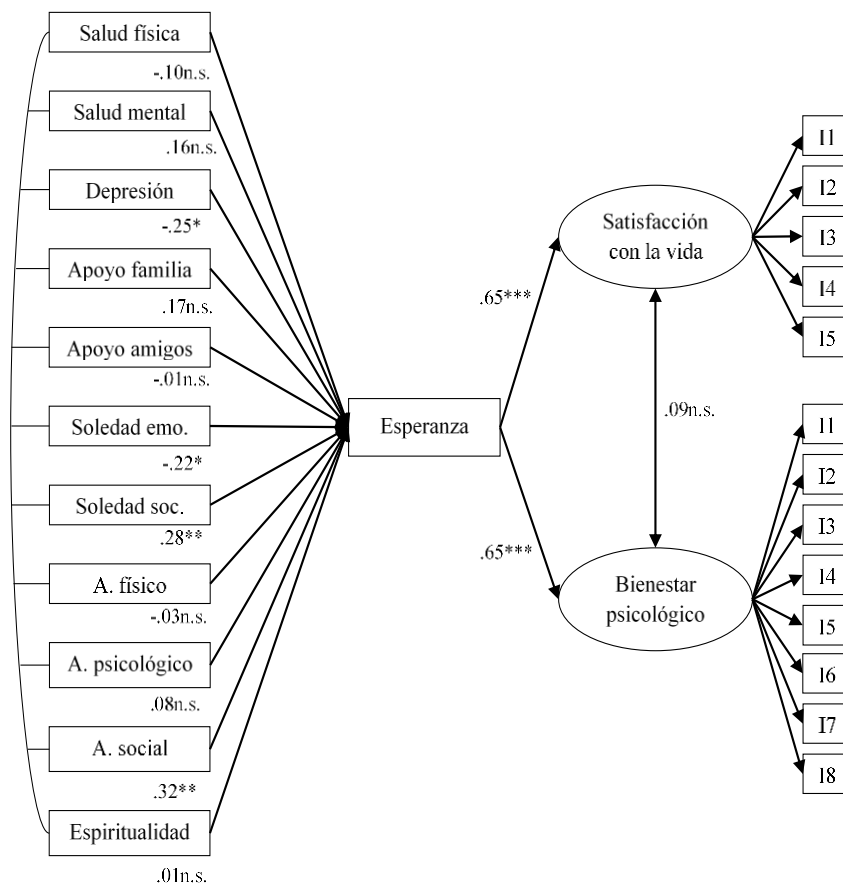 Salud física
-.10n.s.
Salud mental
.16n.s.
Depresión
-.25*
Apoyo familia
.17n.s.
Apoyo amigos
-.01n.s.
Soledad emo.
-.22*
Soledad soc.
.28**
A. físico
-.03n.s.
A. psicológico
.08n.s.
A. social
.32**
Espiritualidad
.01n.s.
Esperanza
.65***
.65***
Satisfacción
con la vida
.09n.s.
Bienestar
psicológico
I1
I2
I3
I4
I5
I1
I2
I3
I4
I5
I6
I7
I8